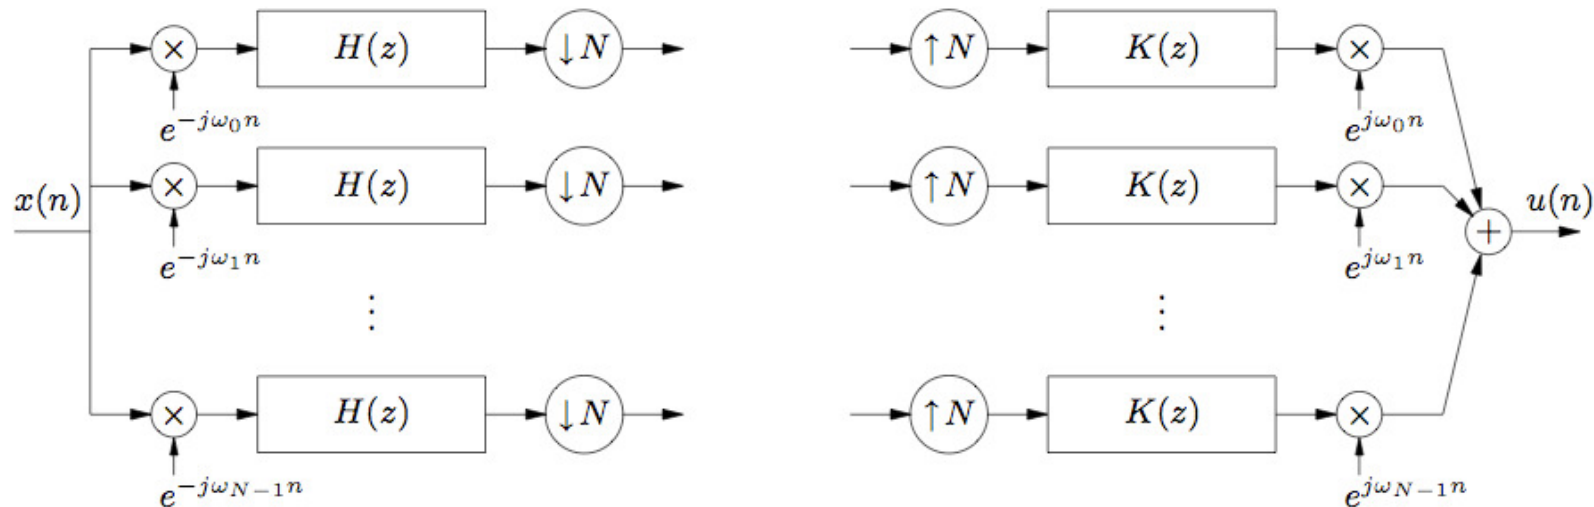 H(z) ↓N ↑N K(z)
e^{-jω_0 n} e^{jω_0 n}
x(n) H(z) ↓N ↑N K(z) u(n)
e^{-jω_1 n} e^{jω_1 n}
⋮ ⋮
H(z) ↓N ↑N K(z)
e^{-jω_{N-1} n} e^{jω_{N-1} n}